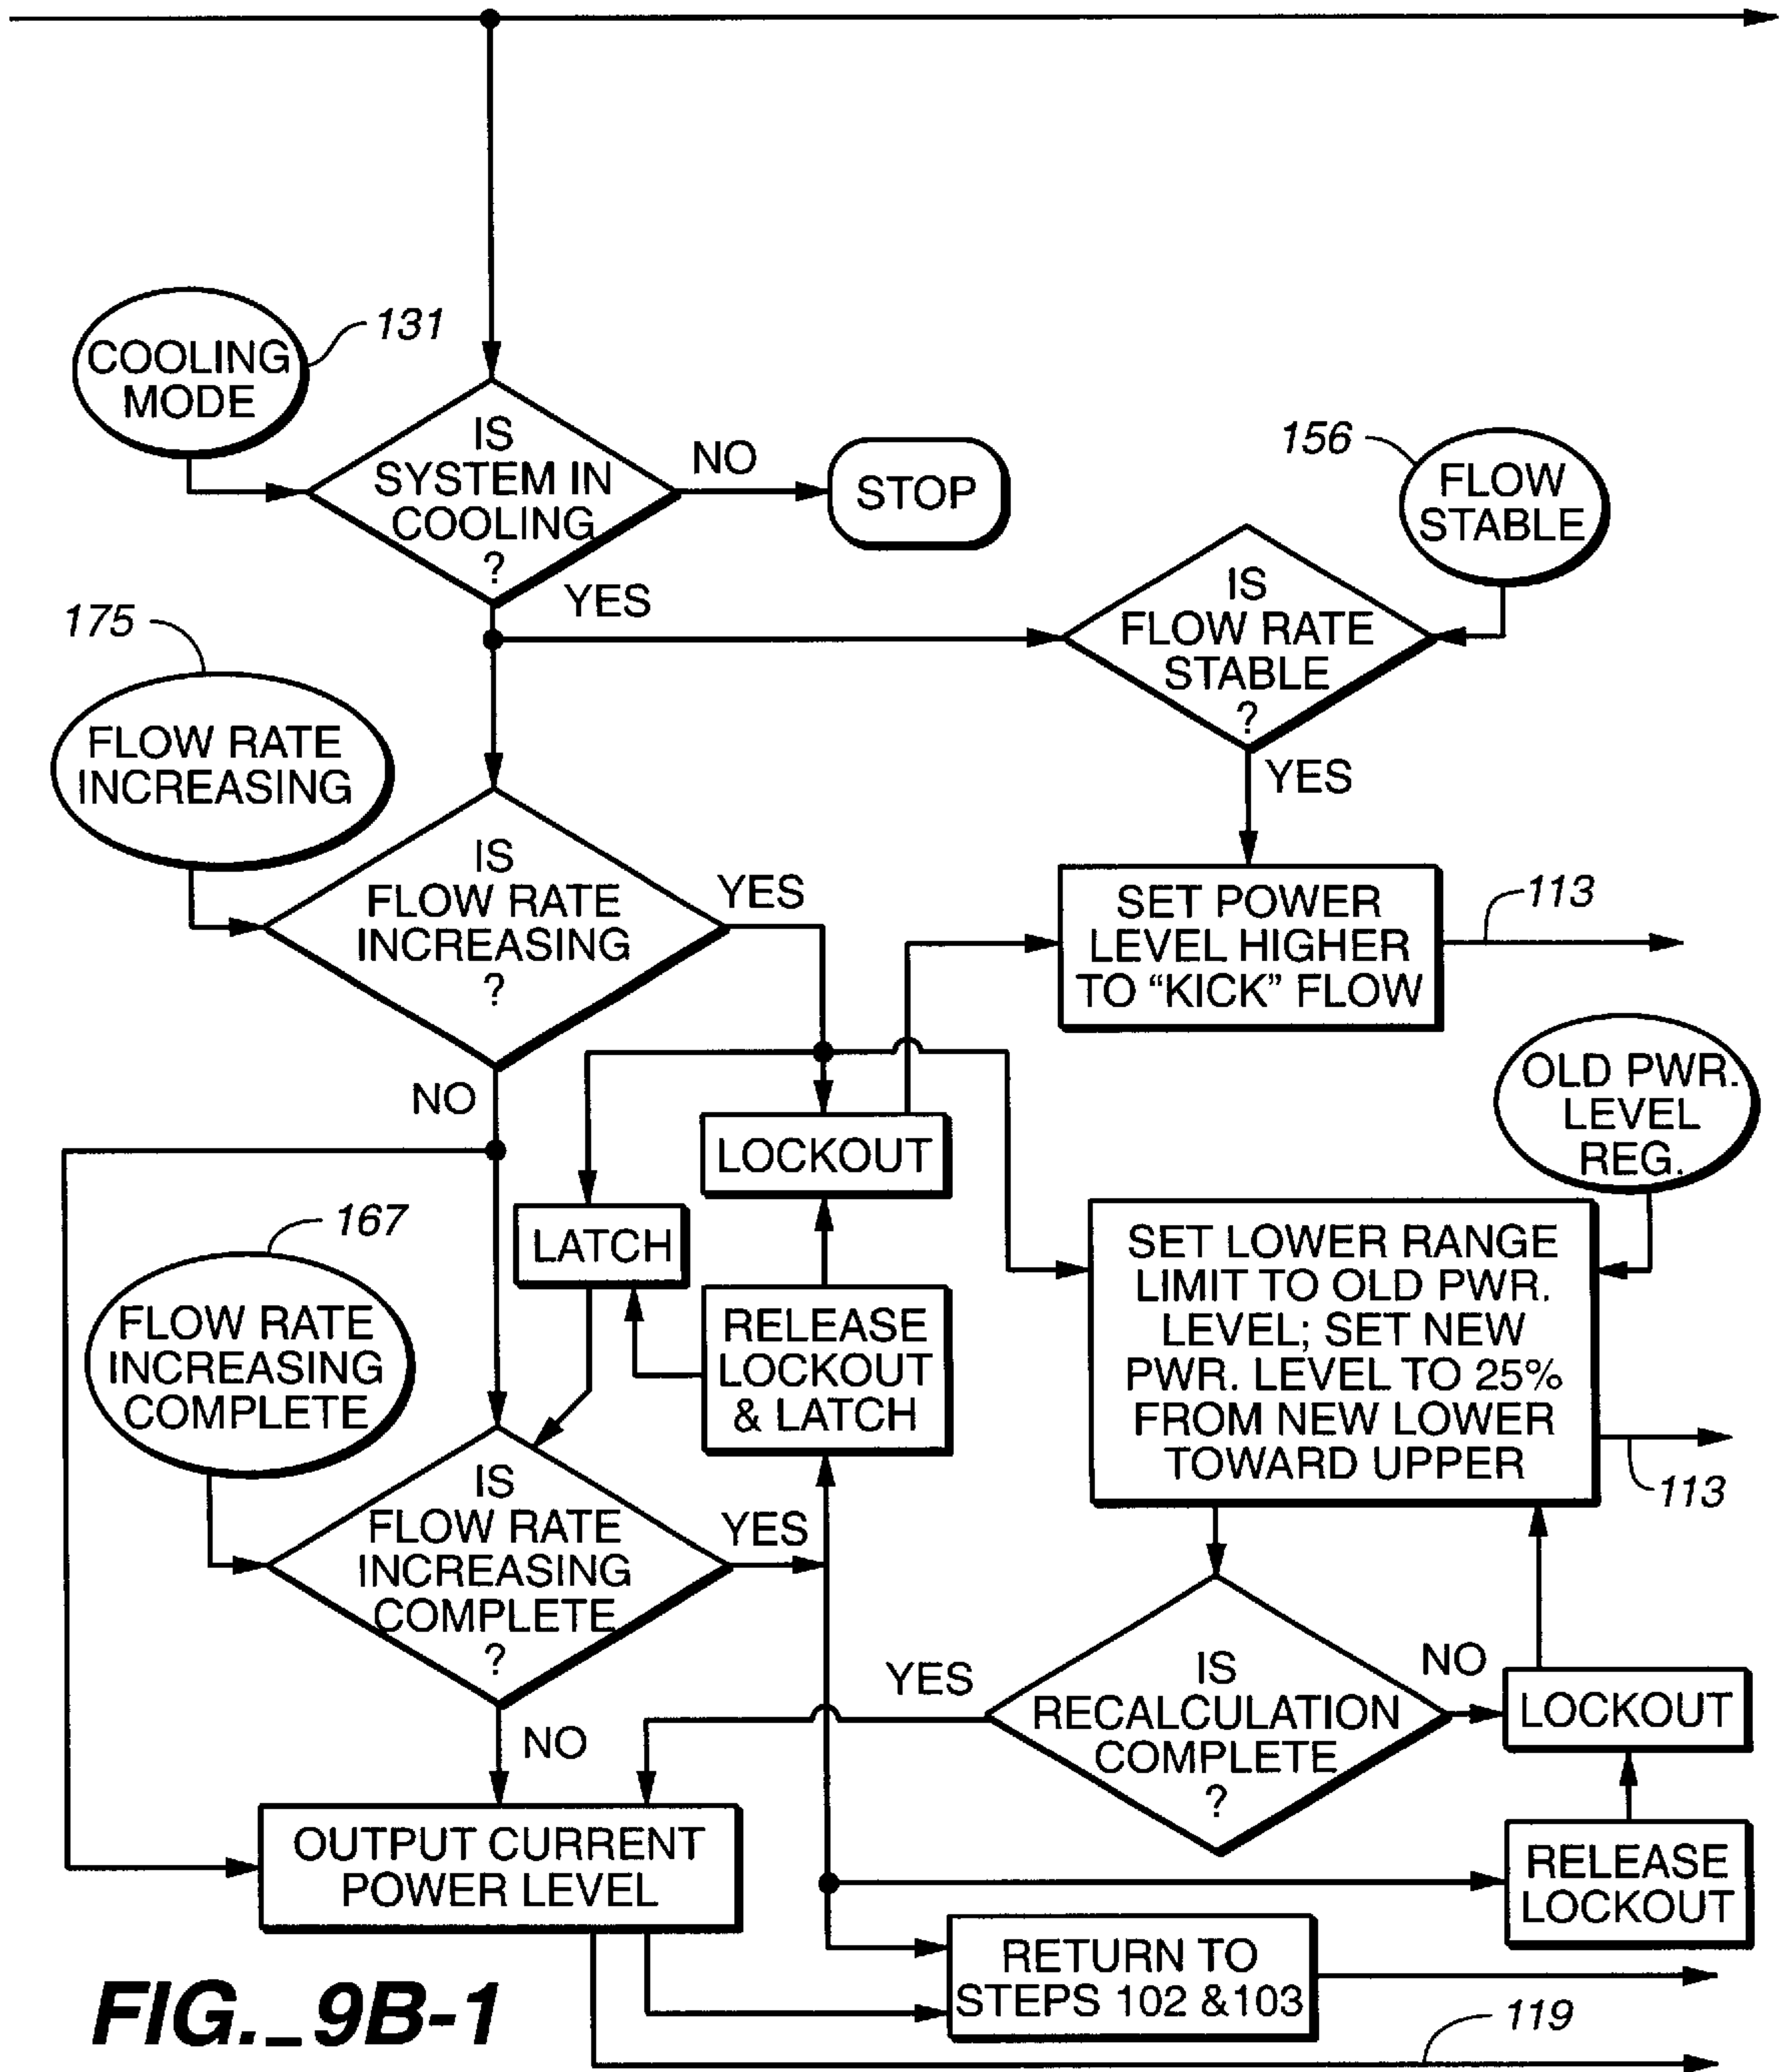 COOLING
MODE
131
IS
SYSTEM IN
COOLING
?
NO
STOP
YES
156
FLOW
STABLE
IS
FLOW RATE
STABLE
?
YES
175
FLOW RATE
INCREASING
IS
FLOW RATE
INCREASING
?
YES
NO
SET POWER
LEVEL HIGHER
TO “KICK” FLOW
113
OLD PWR.
LEVEL
REG.
LOCKOUT
LATCH
RELEASE
LOCKOUT
& LATCH
167
FLOW RATE
INCREASING
COMPLETE
SET LOWER RANGE
LIMIT TO OLD PWR.
LEVEL; SET NEW
PWR. LEVEL TO 25%
FROM NEW LOWER
TOWARD UPPER
113
IS
FLOW RATE
INCREASING
COMPLETE
?
YES
NO
IS
RECALCULATION
COMPLETE
?
YES
NO
LOCKOUT
RELEASE
LOCKOUT
OUTPUT CURRENT
POWER LEVEL
RETURN TO
STEPS 102 &103
119
FIG._9B-1